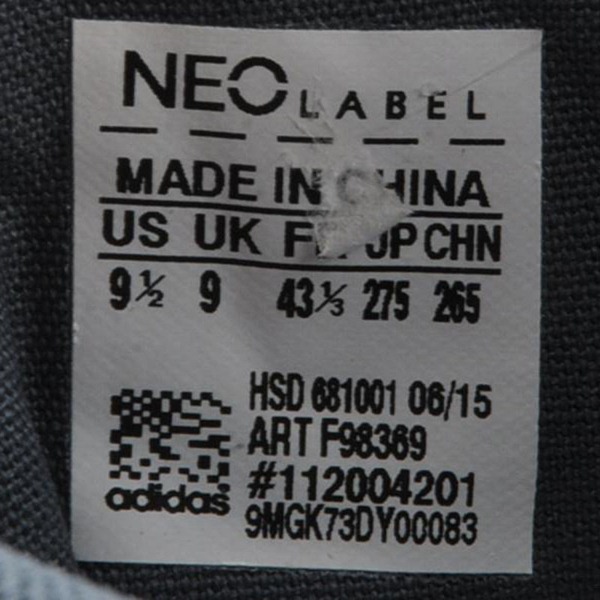 NEO LABEL
MADE IN CHINA
US UK FR JP CHN
9½ 9 43⅓ 275 265
HSD 681001 06/15
ART F98369
#112004201
9MGK73DY00083
adidas